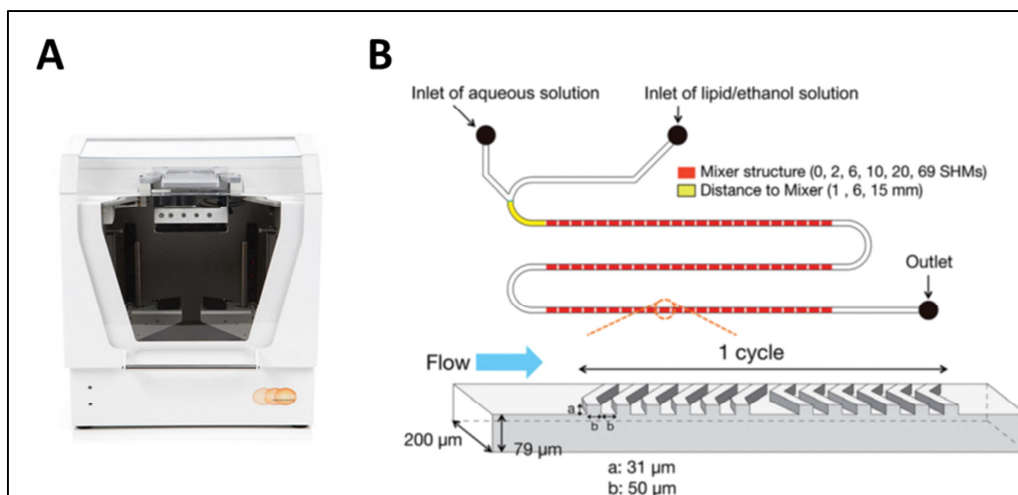 A
B
Inlet of aqueous solution
Inlet of lipid/ethanol solution
Mixer structure (0, 2, 6, 10, 20, 69 SHMs)
Distance to Mixer (1 , 6, 15 mm)
Outlet
1 cycle
Flow
a
b b
200 μm
79 μm
a: 31 μm
b: 50 μm